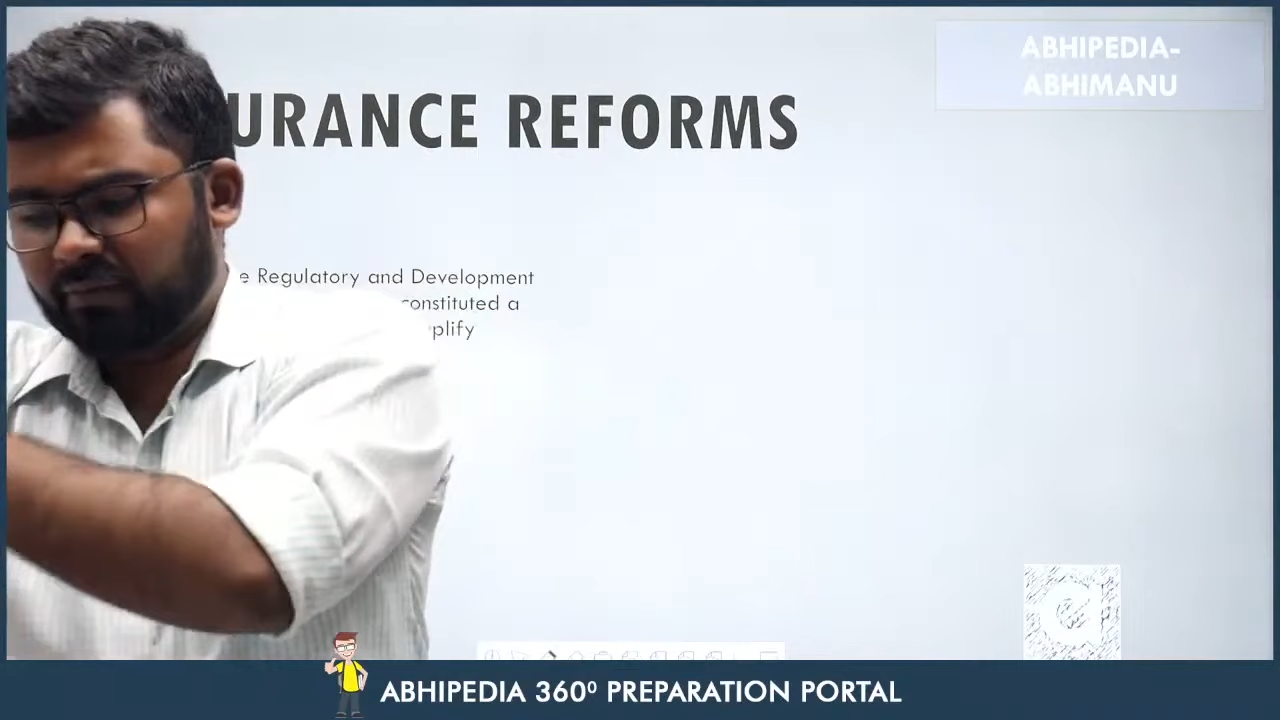 ABHIPEDIA-
ABHIMANU
URANCE REFORMS
e Regulatory and Development
constituted a
plify
ABHIPEDIA 360⁰ PREPARATION PORTAL